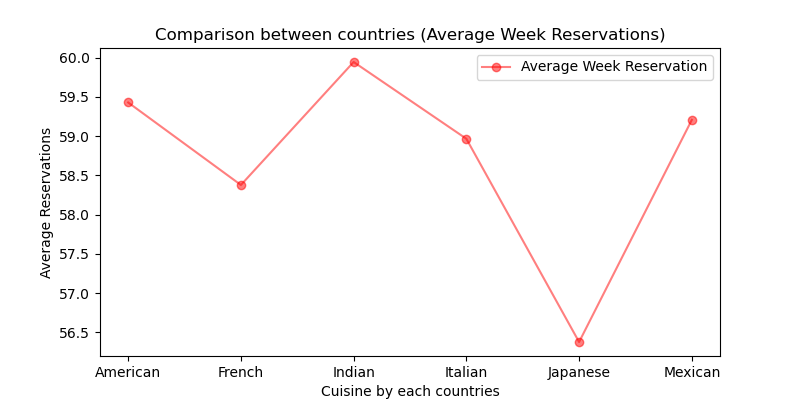 Comparison between countries (Average Week Reservations)
Average Week Reservation
Average Reservations
60.0
59.5
59.0
58.5
58.0
57.5
57.0
56.5
American French Indian Italian Japanese Mexican
Cuisine by each countries